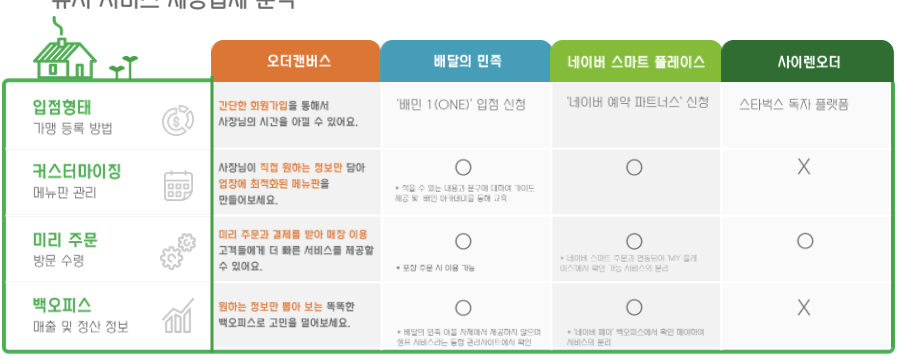 유사 서비스 제공업체 분석
오더캔버스
배달의 민족
네이버 스마트 플레이스
사이렌오더
입점형태
가맹 등록 방법
간단한 회원가입을 통해서
사장님의 시간을 아낄 수 있어요.
'배민 1(ONE)' 입점 신청
'네이버 예약 파트너스' 신청
스타벅스 독자 플랫폼
커스터마이징
메뉴판 관리
사장님이 직접 원하는 정보만 담아
업장에 최적화된 메뉴판을
만들어보세요.
O
* 적을 수 있는 내용과 문구에 대하여 가이드
제공 및 배민 아카데미를 통해 교육
O
X
미리 주문
방문 수령
미리 주문과 결제를 받아 매장 이용
고객들에게 더 빠른 서비스를 제공할
수 있어요.
O
* 포장 주문 시 이용 가능
O
* 네이버 스마트 주문과 연동되어 'MY 플레
이스'에서 확인 가능 서비스의 분리
O
백오피스
매출 및 정산 정보
원하는 정보만 뽑아 보는 똑똑한
백오피스로 고민을 덜어보세요.
O
* 배달의 민족 어플 자체에서 제공하지 않으며
셀프 서비스라는 통합 관리사이트에서 확인
O
* '네이버 페이' 백오피스에서 확인 해야하여
서비스의 분리
X